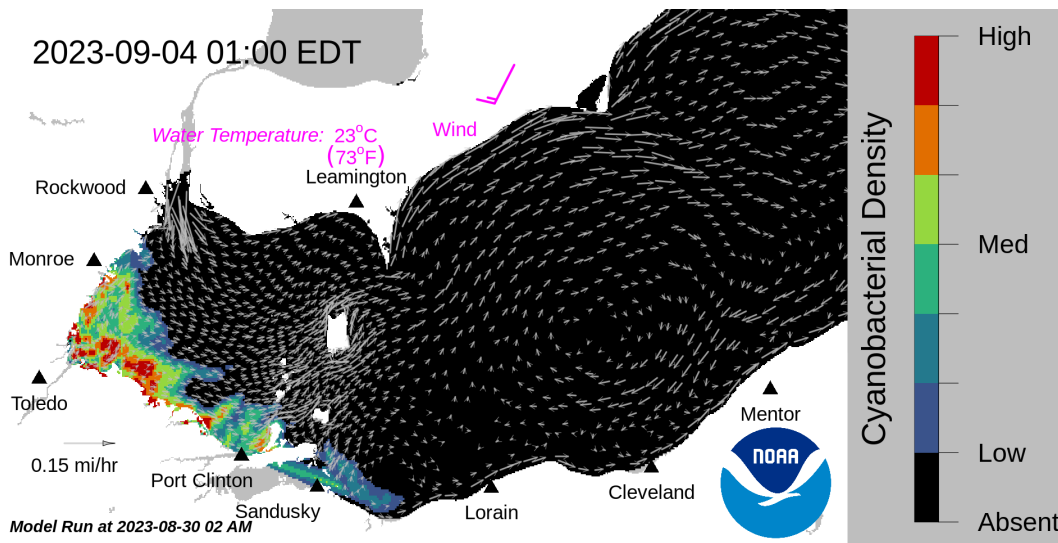 2023-09-04 01:00 EDT
High
Wind
Water Temperature: 23°C
(73°F)
Leamington
Rockwood
Cyanobacterial Density
Med
Monroe
Toledo
Mentor
NOAA
0.15 mi/hr
Port Clinton
Low
Cleveland
Sandusky
Lorain
Absent
Model Run at 2023-08-30 02 AM